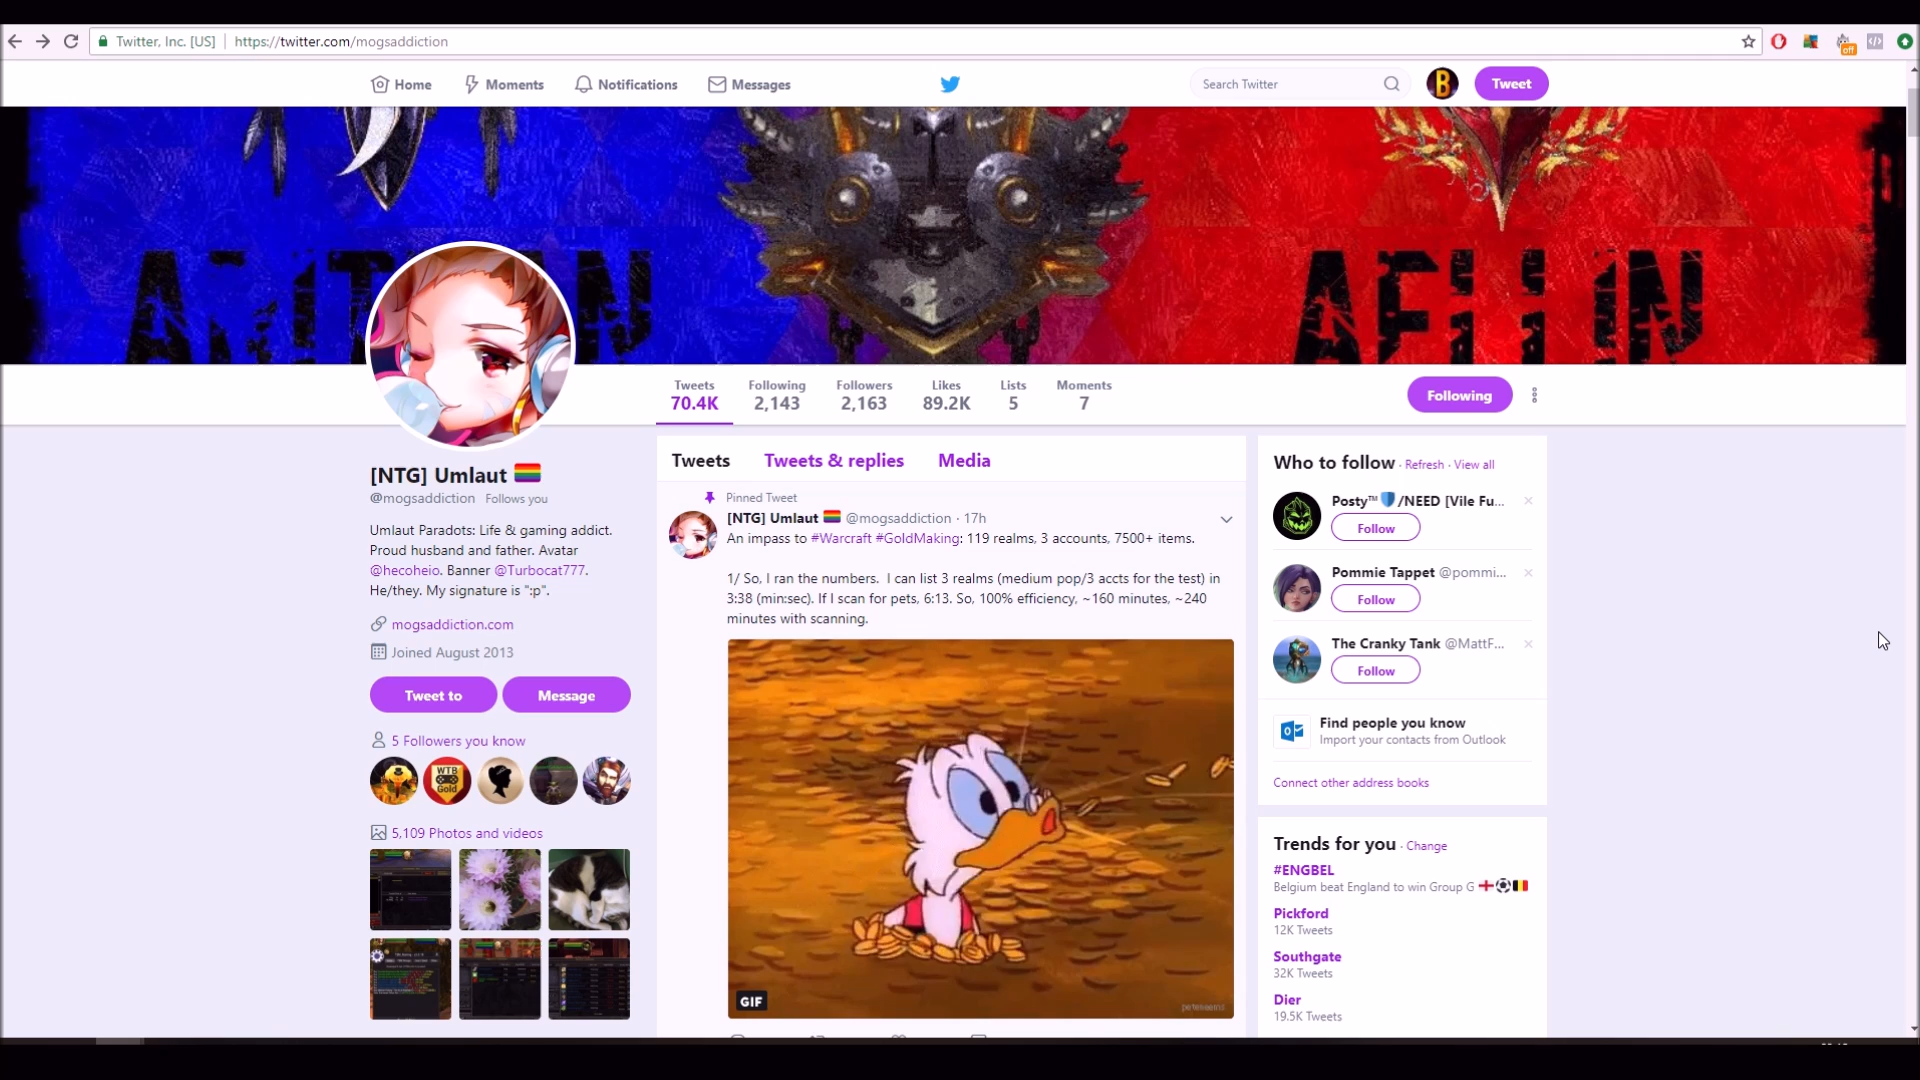 Twitter, Inc. [US]
https://twitter.com/mogsaddiction
off
Home
Moments
Notifications
Messages
Search Twitter
B
Tweet
Tweets
70.4K
Following
2,143
Followers
2,163
Likes
89.2K
Lists
5
Moments
7
Following
[NTG] Umlaut
@mogsaddiction Follows you
Umlaut Paradots: Life & gaming addict.
Proud husband and father. Avatar
@hecoheio. Banner @Turbocat777.
He/they. My signature is ":p".
mogsaddiction.com
Joined August 2013
Tweet to
Message
5 Followers you know
WTB
Gold
5,109 Photos and videos
Tweets
Tweets & replies
Media
Pinned Tweet
[NTG] Umlaut @mogsaddiction · 17h
An impass to #Warcraft #GoldMaking: 119 realms, 3 accounts, 7500+ items.
1/ So, I ran the numbers. I can list 3 realms (medium pop/3 accts for the test) in
3:38 (min:sec). If I scan for pets, 6:13. So, 100% efficiency, ~160 minutes, ~240
minutes with scanning.
GIF
Who to follow · Refresh · View all
Posty™ /NEED [Vile Fu...
Follow
Pommie Tappet @pommi...
Follow
The Cranky Tank @MattF...
Follow
Find people you know
Import your contacts from Outlook
Connect other address books
Trends for you · Change
#ENGBEL
Belgium beat England to win Group G
Pickford
12K Tweets
Southgate
32K Tweets
Dier
19.5K Tweets